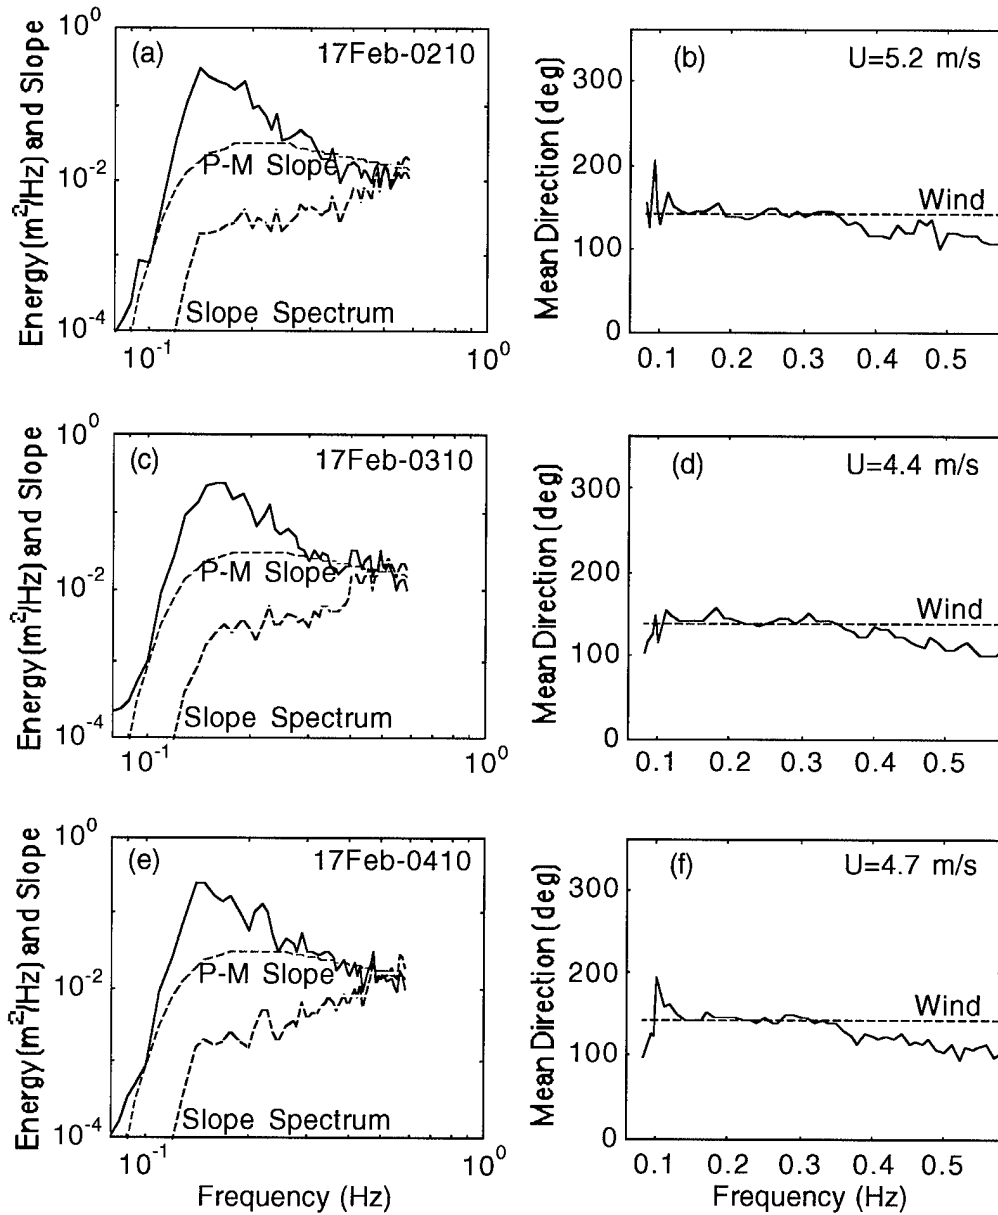 (a) 17Feb-0210
Energy(m²/Hz) and Slope
10⁰
10⁻²
10⁻⁴
P-M Slope
Slope Spectrum
10⁻¹ 10⁰
(b) U=5.2 m/s
Mean Direction(deg)
300
200
100
0
Wind
0.1 0.2 0.3 0.4 0.5
(c) 17Feb-0310
Energy(m²/Hz) and Slope
10⁰
10⁻²
10⁻⁴
P-M Slope
Slope Spectrum
10⁻¹ 10⁰
(d) U=4.4 m/s
Mean Direction(deg)
300
200
100
0
Wind
0.1 0.2 0.3 0.4 0.5
(e) 17Feb-0410
Energy(m²/Hz) and Slope
10⁰
10⁻²
10⁻⁴
P-M Slope
Slope Spectrum
10⁻¹ 10⁰
Frequency (Hz)
(f) U=4.7 m/s
Mean Direction(deg)
300
200
100
0
Wind
0.1 0.2 0.3 0.4 0.5
Frequency (Hz)